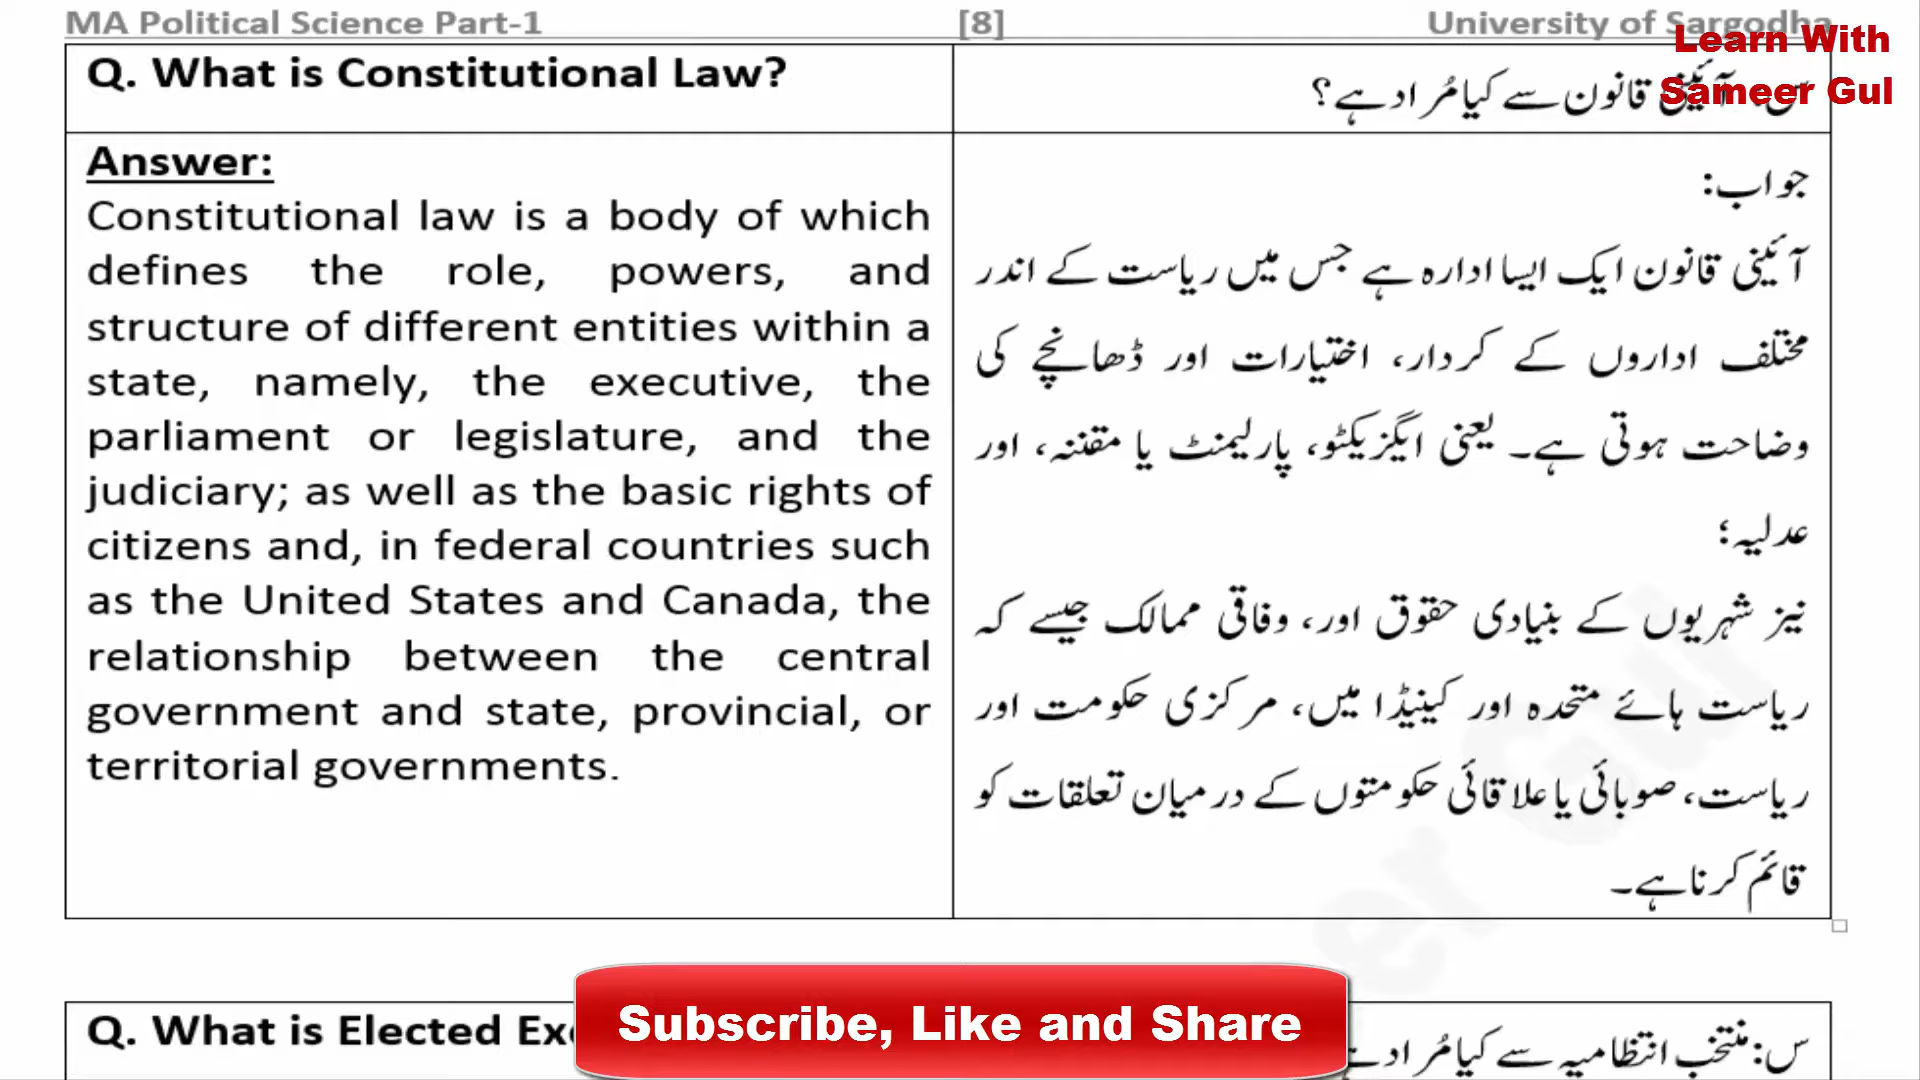 MA Political Science Part-1 [8] University of Sargodha
Learn With
Sameer Gul
Q. What is Constitutional Law?
س: آئینی قانون سے کیا مُراد ہے؟
Answer:
Constitutional law is a body of which
defines the role, powers, and
structure of different entities within a
state, namely, the executive, the
parliament or legislature, and the
judiciary; as well as the basic rights of
citizens and, in federal countries such
as the United States and Canada, the
relationship between the central
government and state, provincial, or
territorial governments.
جواب:
آئینی قانون ایک ایسا ادارہ ہے جس میں ریاست کے اندر
مختلف اداروں کے کردار، اختیارات اور ڈھانچے کی
وضاحت ہوتی ہے۔ یعنی ایگزیکٹو، پارلیمنٹ یا مقننہ، اور
عدلیہ؛
نیز شہریوں کے بنیادی حقوق اور، وفاقی ممالک جیسے کہ
ریاست ہائے متحدہ اور کینیڈا میں، مرکزی حکومت اور
ریاست، صوبائی یا علاقائی حکومتوں کے درمیان تعلقات کو
قائم کرنا ہے۔
Q. What is Elected
س: منتخب انتظامیہ سے کیا مُراد ہے
Subscribe, Like and Share